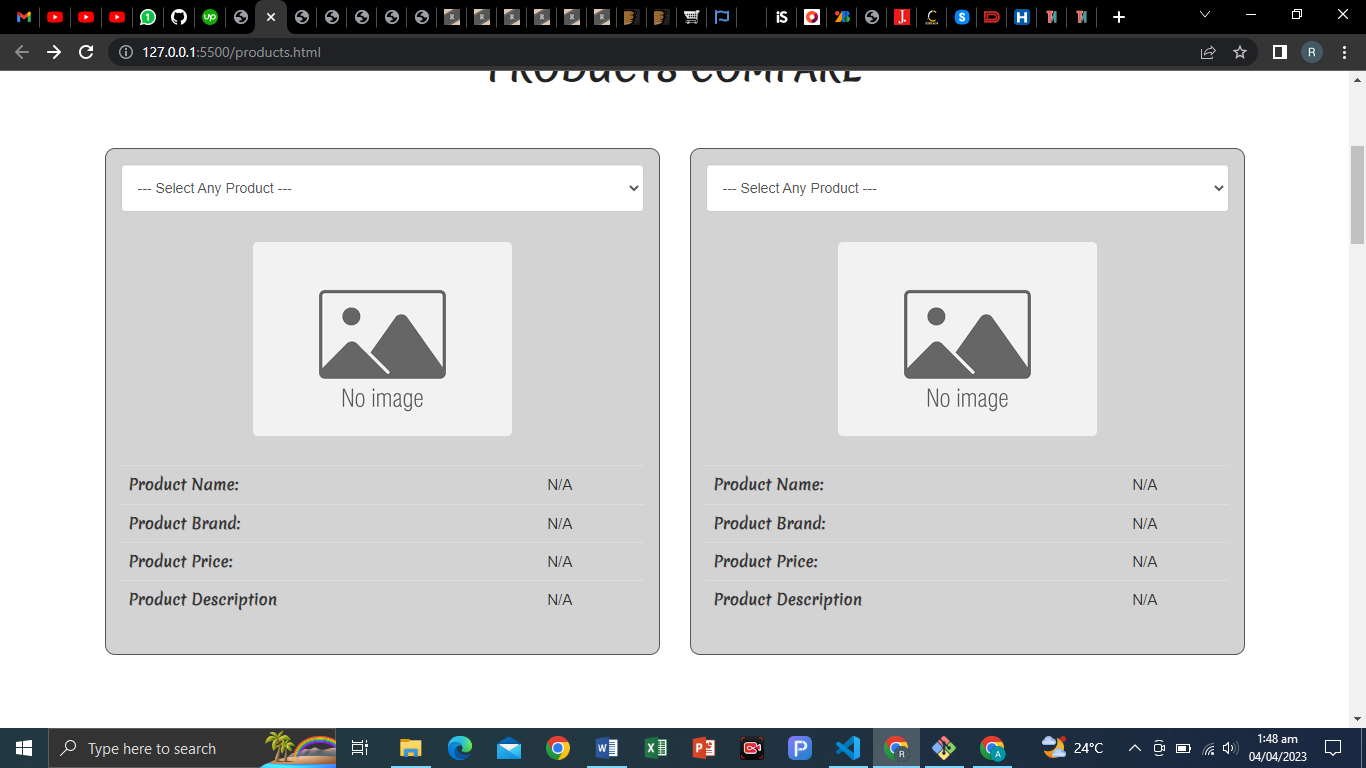 127.0.0.1:5500/products.html
R
PRODUCTS COMPARE
--- Select Any Product ---
--- Select Any Product ---
No image
No image
Product Name: N/A
Product Name: N/A
Product Brand: N/A
Product Brand: N/A
Product Price: N/A
Product Price: N/A
Product Description N/A
Product Description N/A
Type here to search
24°C
1:48 am
04/04/2023